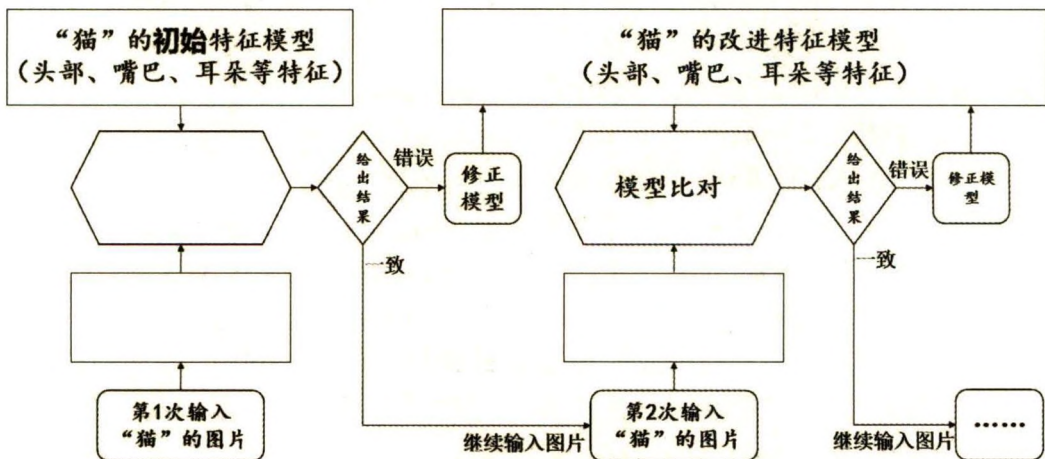 “猫”的初始特征模型
（头部、嘴巴、耳朵等特征）
“猫”的改进特征模型
（头部、嘴巴、耳朵等特征）
给出结果
错误
修正
模型
模型比对
给出结果
错误
修正模
型
一致
一致
第1次输入
“猫”的图片
继续输入图片
第2次输入
“猫”的图片
继续输入图片
……